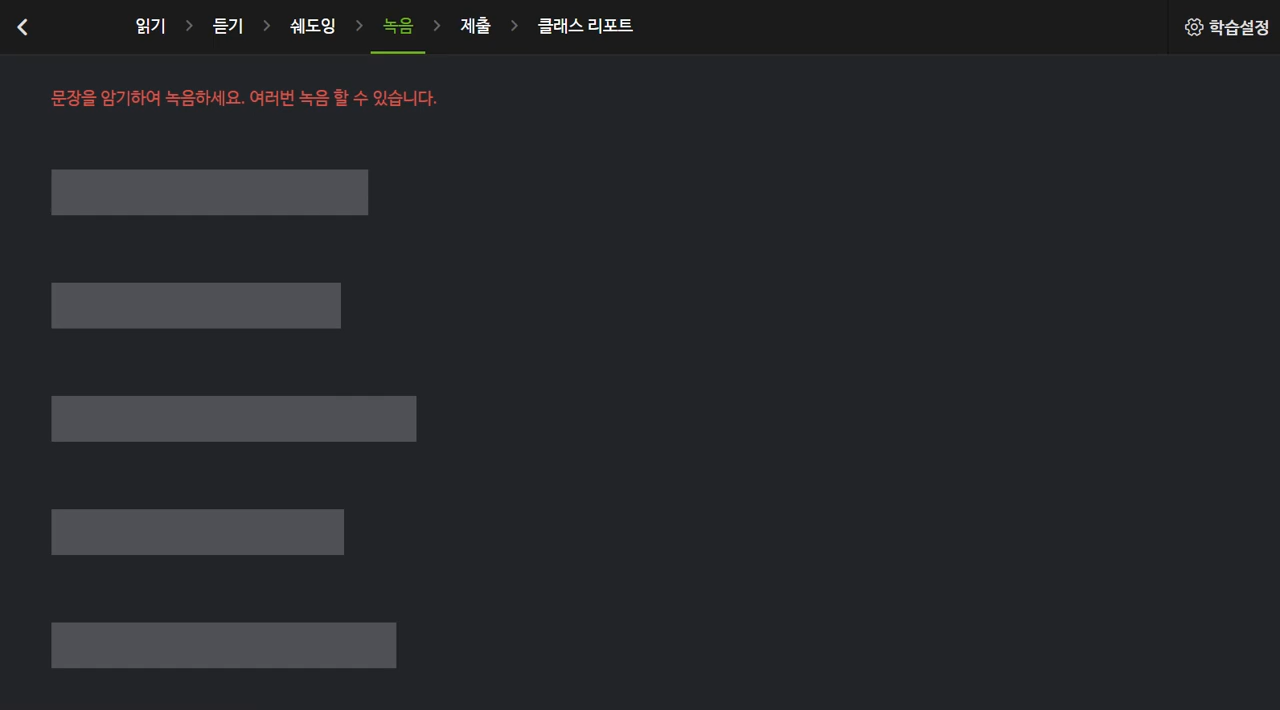 읽기 > 듣기 > 쉐도잉 > 녹음 > 제출 > 클래스 리포트 학습설정
문장을 암기하여 녹음하세요. 여러번 녹음 할 수 있습니다.